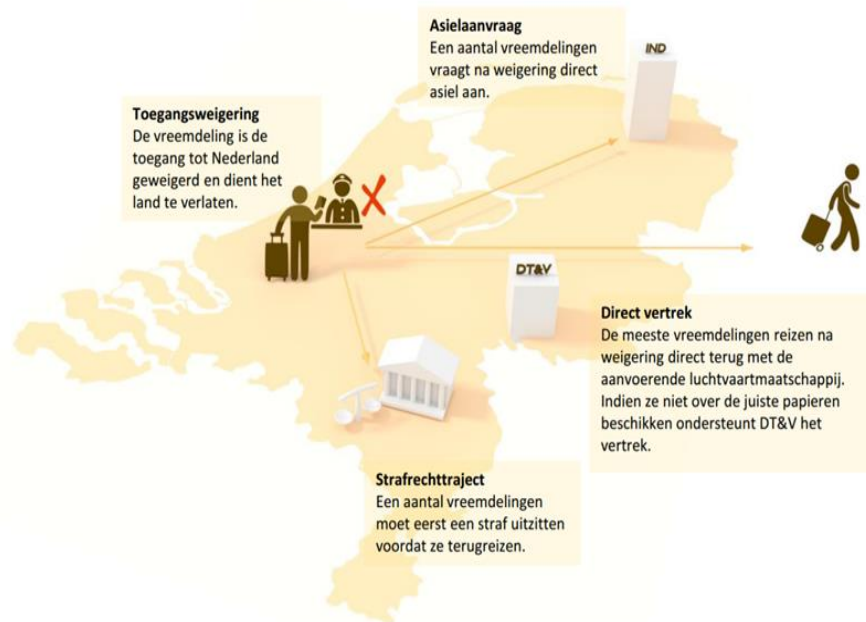 Asielaanvraag
Een aantal vreemdelingen
vraagt na weigering direct
asiel aan.
IND
Toegangsweigering
De vreemdeling is de
toegang tot Nederland
geweigerd en dient het
land te verlaten.
DT&V
Direct vertrek
De meeste vreemdelingen reizen na
weigering direct terug met de
aanvoerende luchtvaartmaatschappij.
Indien ze niet over de juiste papieren
beschikken ondersteunt DT&V het
vertrek.
Strafrechttraject
Een aantal vreemdelingen
moet eerst een straf uitzitten
voordat ze terugreizen.